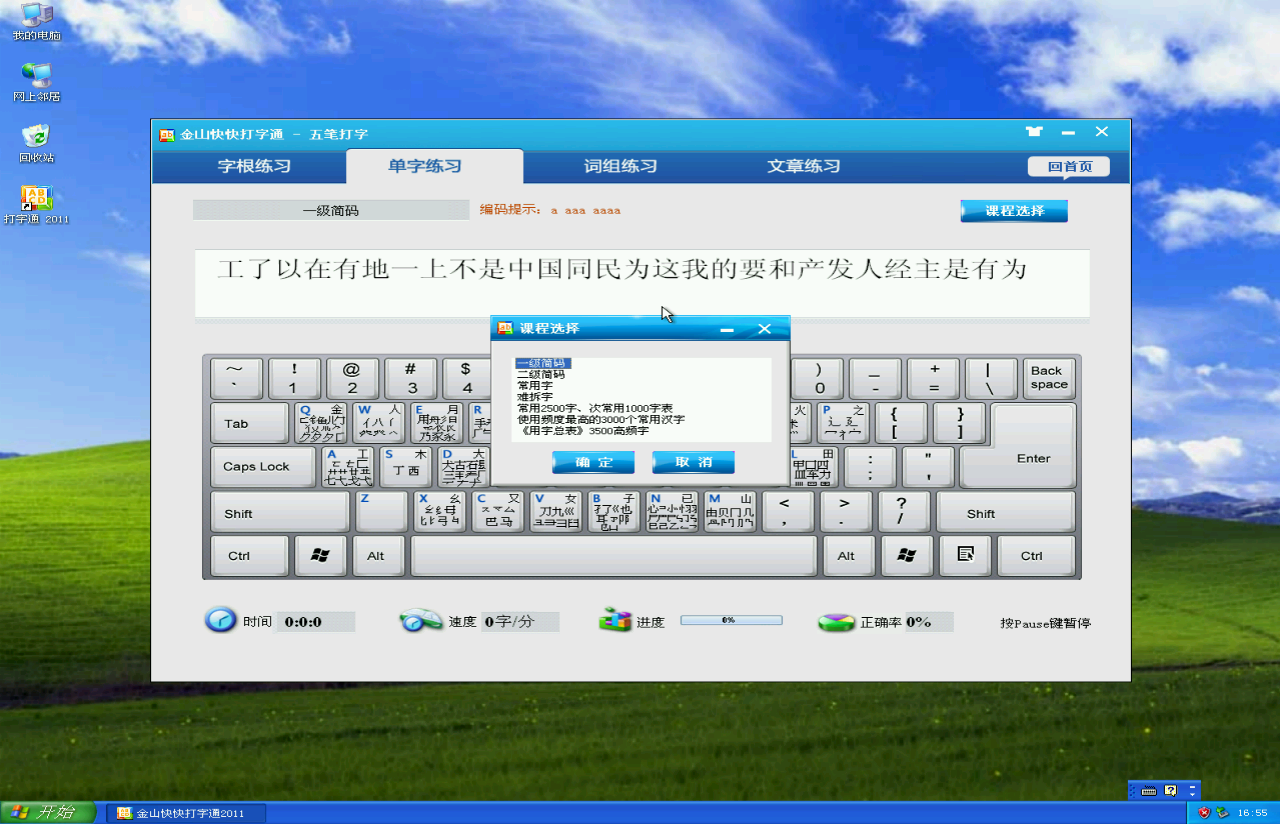 我的电脑
网上邻居
回收站
打字通 2011
金山快快打字通 - 五笔打字
字根练习 单字练习 词组练习 文章练习 回首页
一级简码 编码提示: a aaa aaaa 课程选择
工了以在有地一上不是中国同民为这我的要和产发人经主是有为
课程选择
一级简码
二级简码
常用字
难拆字
常用2500字、次常用1000字表
使用频度最高的3000个常用汉字
《用字总表》3500高频字
确 定 取 消
~ ! @ # $ ) _ + | Back
` 1 2 3 4 0 - = \ space
Tab Q 金 W 人 E 月 R P 之 { [ } ]
Caps Lock A 工 S 木 丁西 D 大 L 田 : ; " ' Enter
Shift Z X 幺 C 又 巴马 V 女 B 子 N 已 M 山 < , > . ? / Shift
Ctrl Alt Alt Ctrl
时间 0:0:0 速度 0字/分 进度 0% 正确率 0% 按Pause键暂停
开始 金山快快打字通2011 16:55